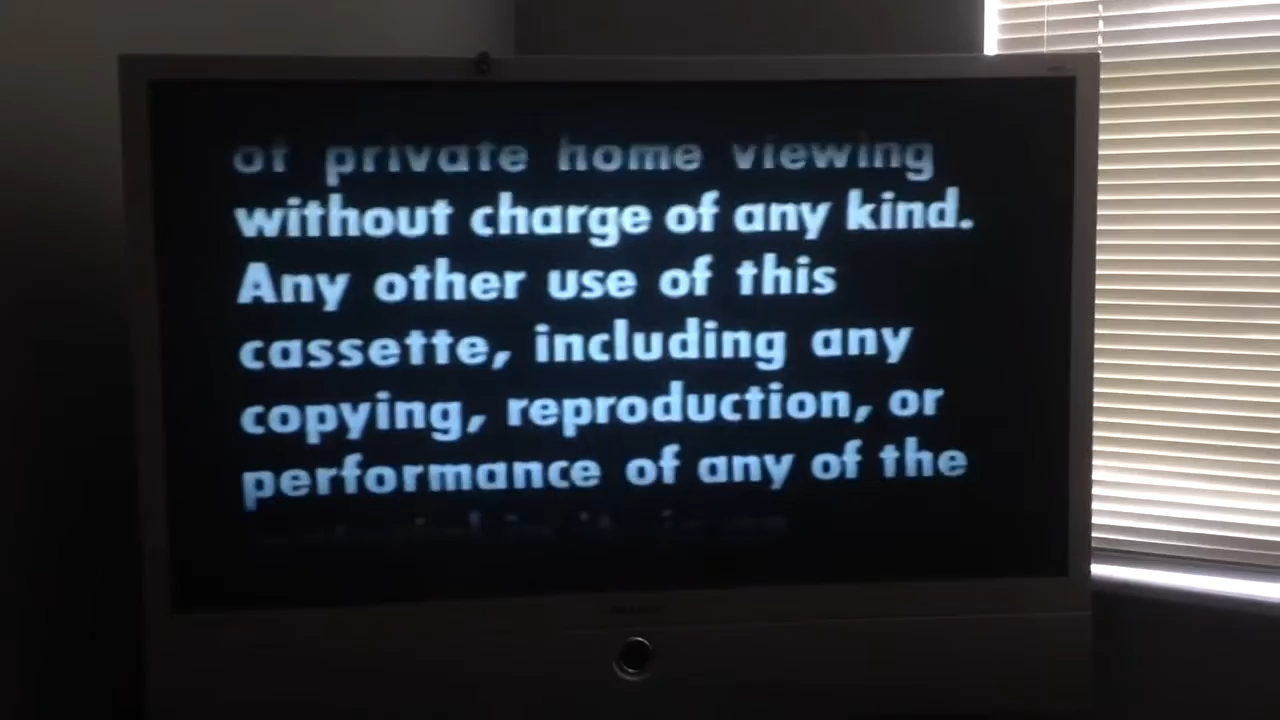 of private home viewing
without charge of any kind.
Any other use of this
cassette, including any
copying, reproduction, or
performance of any of the